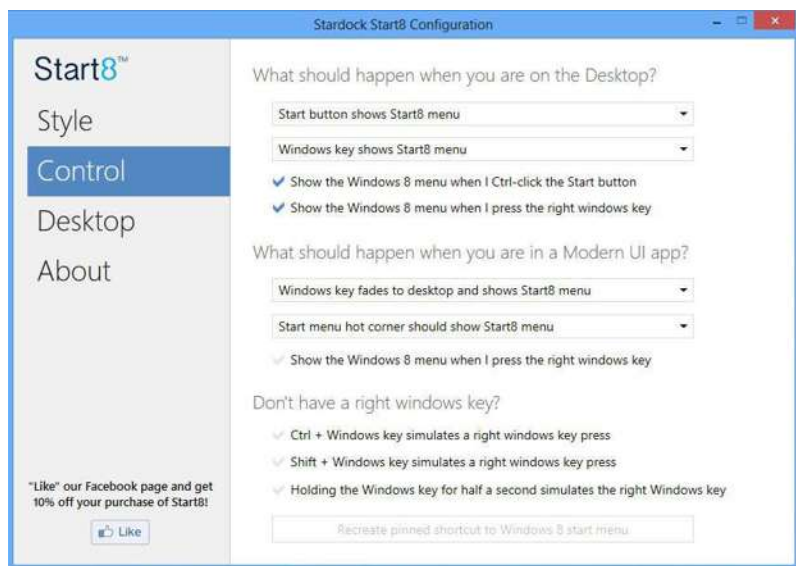 Stardock Start8 Configuration
Start8™
Style
Control
Desktop
About
"Like" our Facebook page and get
10% off your purchase of Start8!
Like
What should happen when you are on the Desktop?
Start button shows Start8 menu
Windows key shows Start8 menu
Show the Windows 8 menu when I Ctrl-click the Start button
Show the Windows 8 menu when I press the right windows key
What should happen when you are in a Modern UI app?
Windows key fades to desktop and shows Start8 menu
Start menu hot corner should show Start8 menu
Show the Windows 8 menu when I press the right windows key
Don't have a right windows key?
Ctrl + Windows key simulates a right windows key press
Shift + Windows key simulates a right windows key press
Holding the Windows key for half a second simulates the right Windows key
Recreate pinned shortcut to Windows 8 start menu